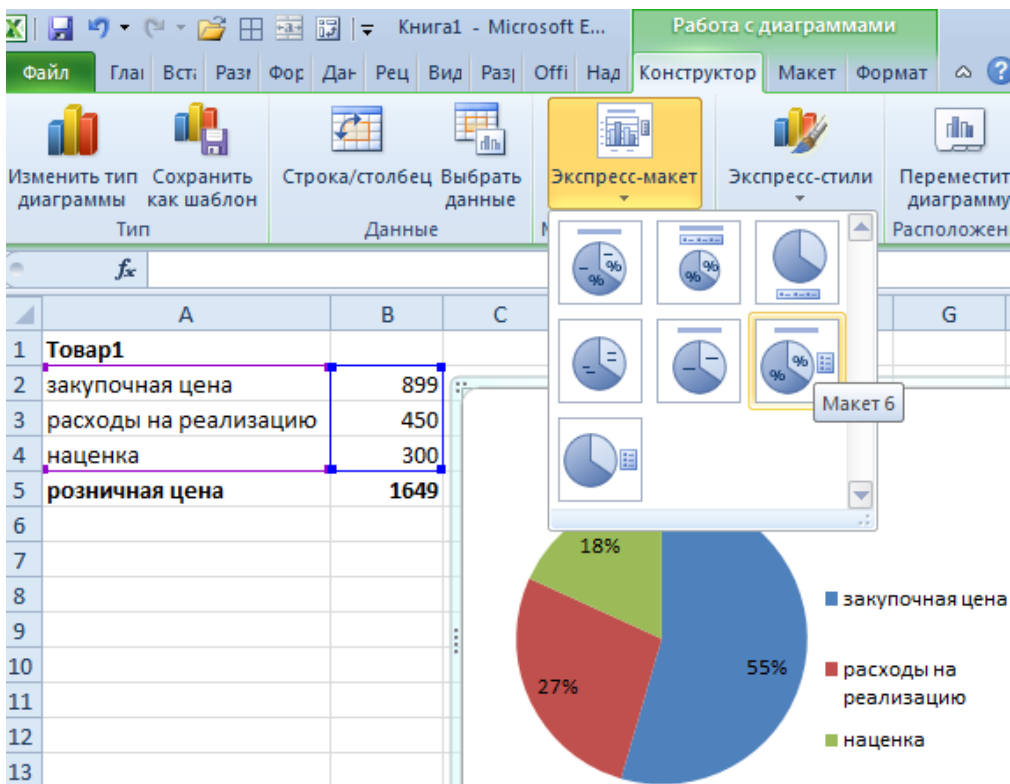 Книга1 - Microsoft E...
Работа с диаграммами
Файл Глаı Вст Разı Фор Дан Рец Вид Разı Offi Над Конструктор Макет Формат
Изменить тип диаграммы
Сохранить как шаблон
Строка/столбец
Выбрать данные
Экспресс-макет
Экспресс-стили
Переместит
диаграмму
Тип
Данные
Расположен
fx
A B C G
1 Товар1
2 закупочная цена 899
3 расходы на реализацию 450
4 наценка 300
5 розничная цена 1649
6
7
8
9
10
11
12
13
Макет 6
18%
27%
55%
закупочная цена
расходы на
реализацию
наценка